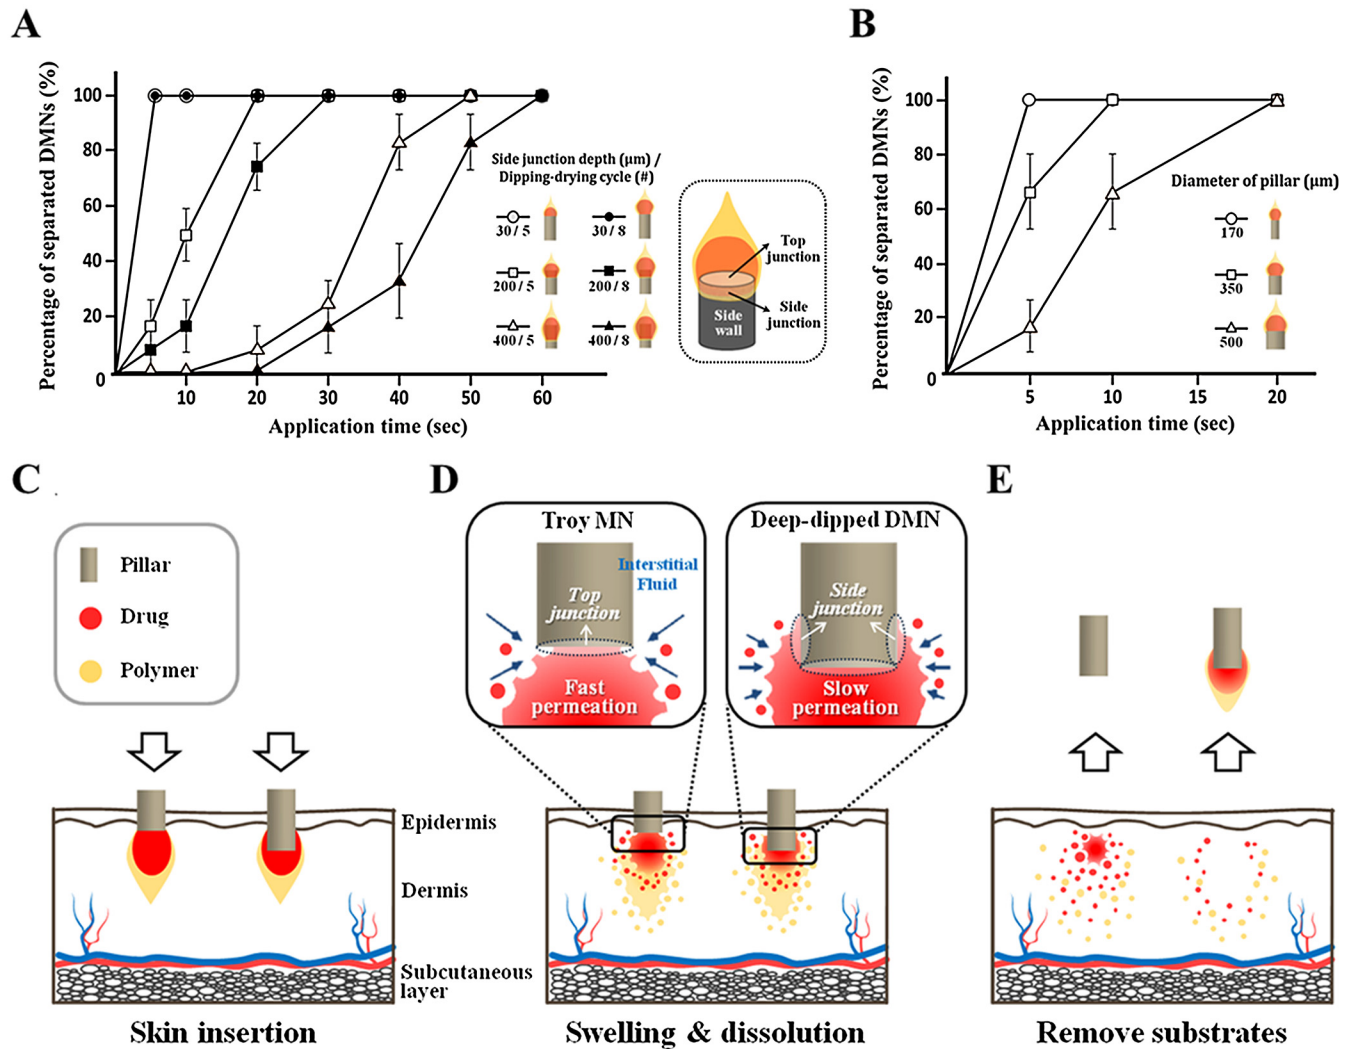 A
Percentage of separated DMNs (%)
100
80
60
40
20
0
10
20
30
40
50
60
Application time (sec)
Side junction depth (μm) /
Dipping-drying cycle (#)
30 / 5
30 / 8
200 / 5
200 / 8
400 / 5
400 / 8
Top
junction
Side
junction
Side
wall
B
Percentage of separated DMNs (%)
100
80
60
40
20
0
5
10
15
20
Application time (sec)
Diameter of pillar (μm)
170
350
500
C
Pillar
Drug
Polymer
Epidermis
Dermis
Subcutaneous
layer
Skin insertion
D
Troy MN
Interstitial
Fluid
Top
junction
Fast
permeation
Deep-dipped DMN
Side
junction
Slow
permeation
Swelling & dissolution
E
Remove substrates